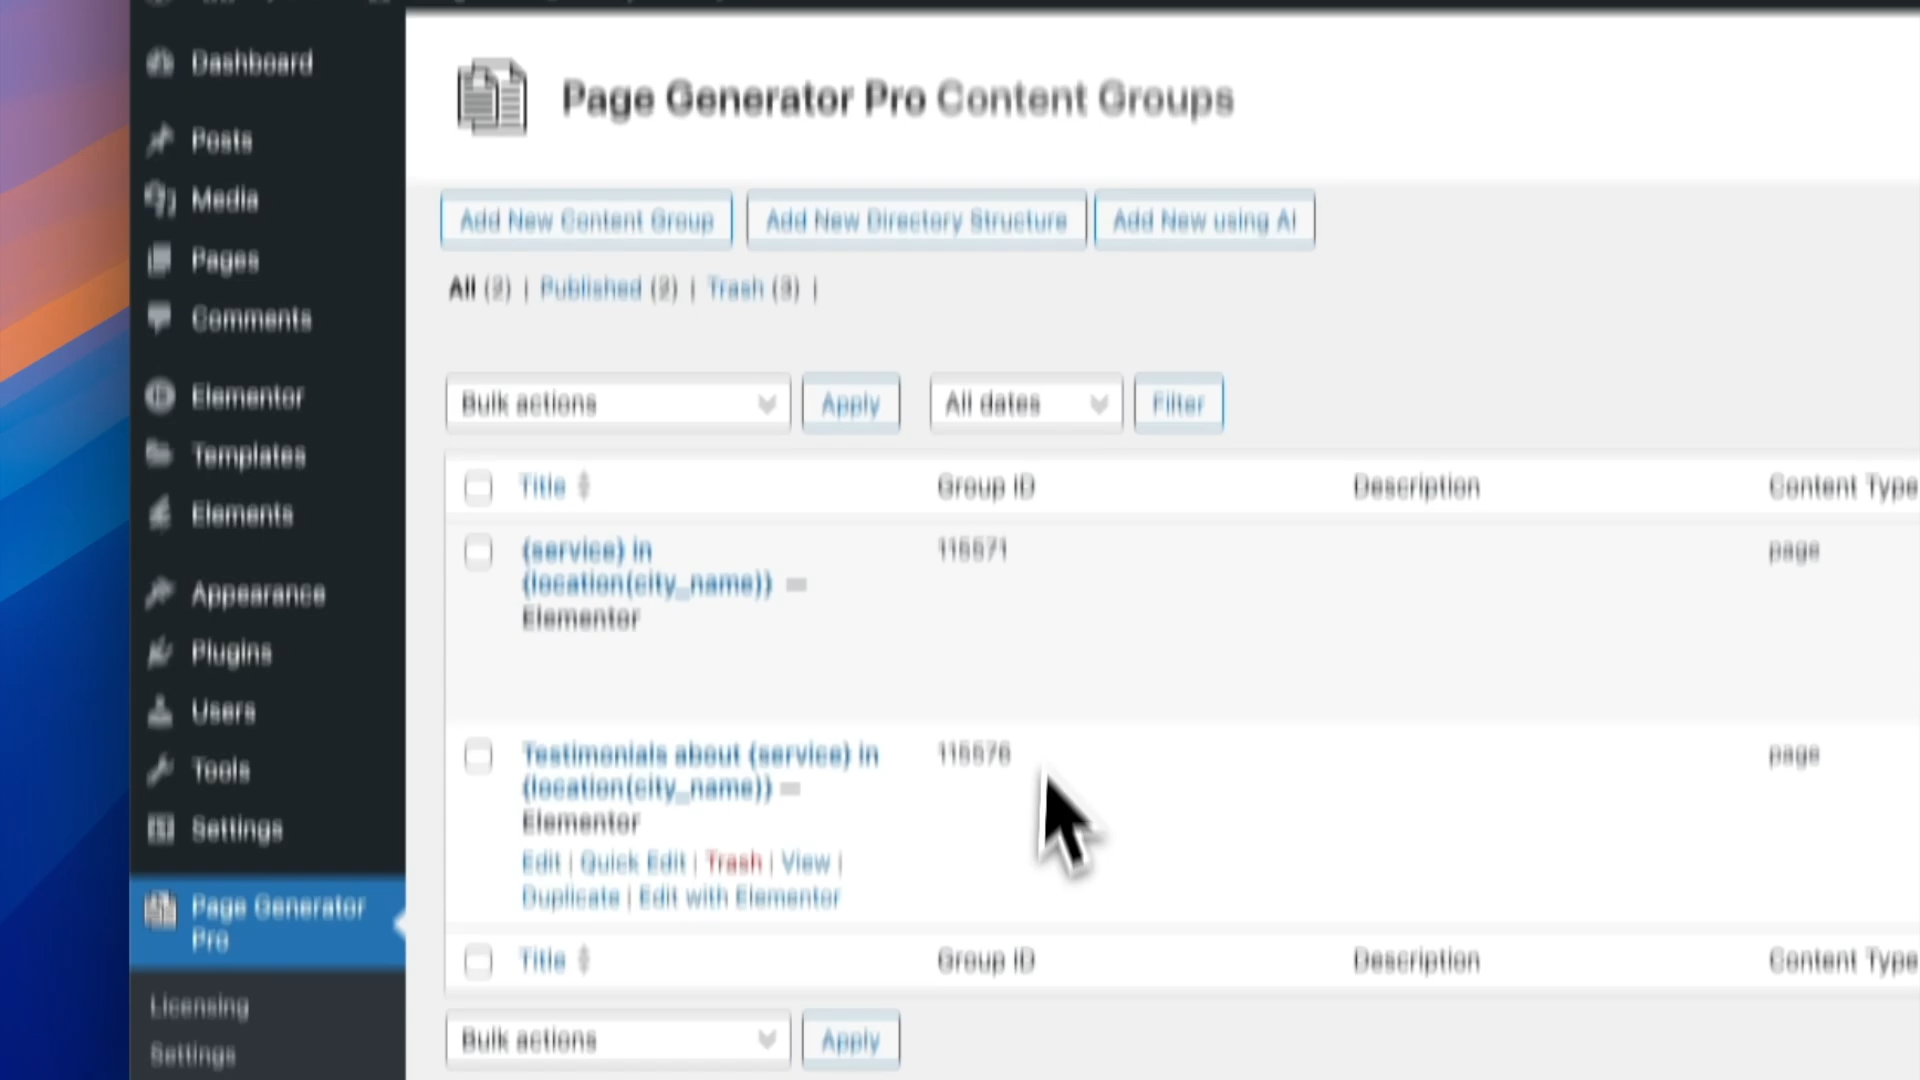 Dashboard
Posts
Media
Pages
Comments
Elementor
Templates
Elements
Appearance
Plugins
Users
Tools
Settings
Page Generator
Pro
Licensing
Settings
Page Generator Pro Content Groups
Add New Content Group
Add New Directory Structure
Add New using AI
All (2) | Published (2) | Trash (3) |
Bulk actions
Apply
All dates
Filter
Title
Group ID
Description
Content Type
{service} in
{location(city_name)} —
Elementor
115571
page
Testimonials about {service} in
{location(city_name)} —
Elementor
115576
page
Edit | Quick Edit | Trash | View |
Duplicate | Edit with Elementor
Title
Group ID
Description
Content Type
Bulk actions
Apply